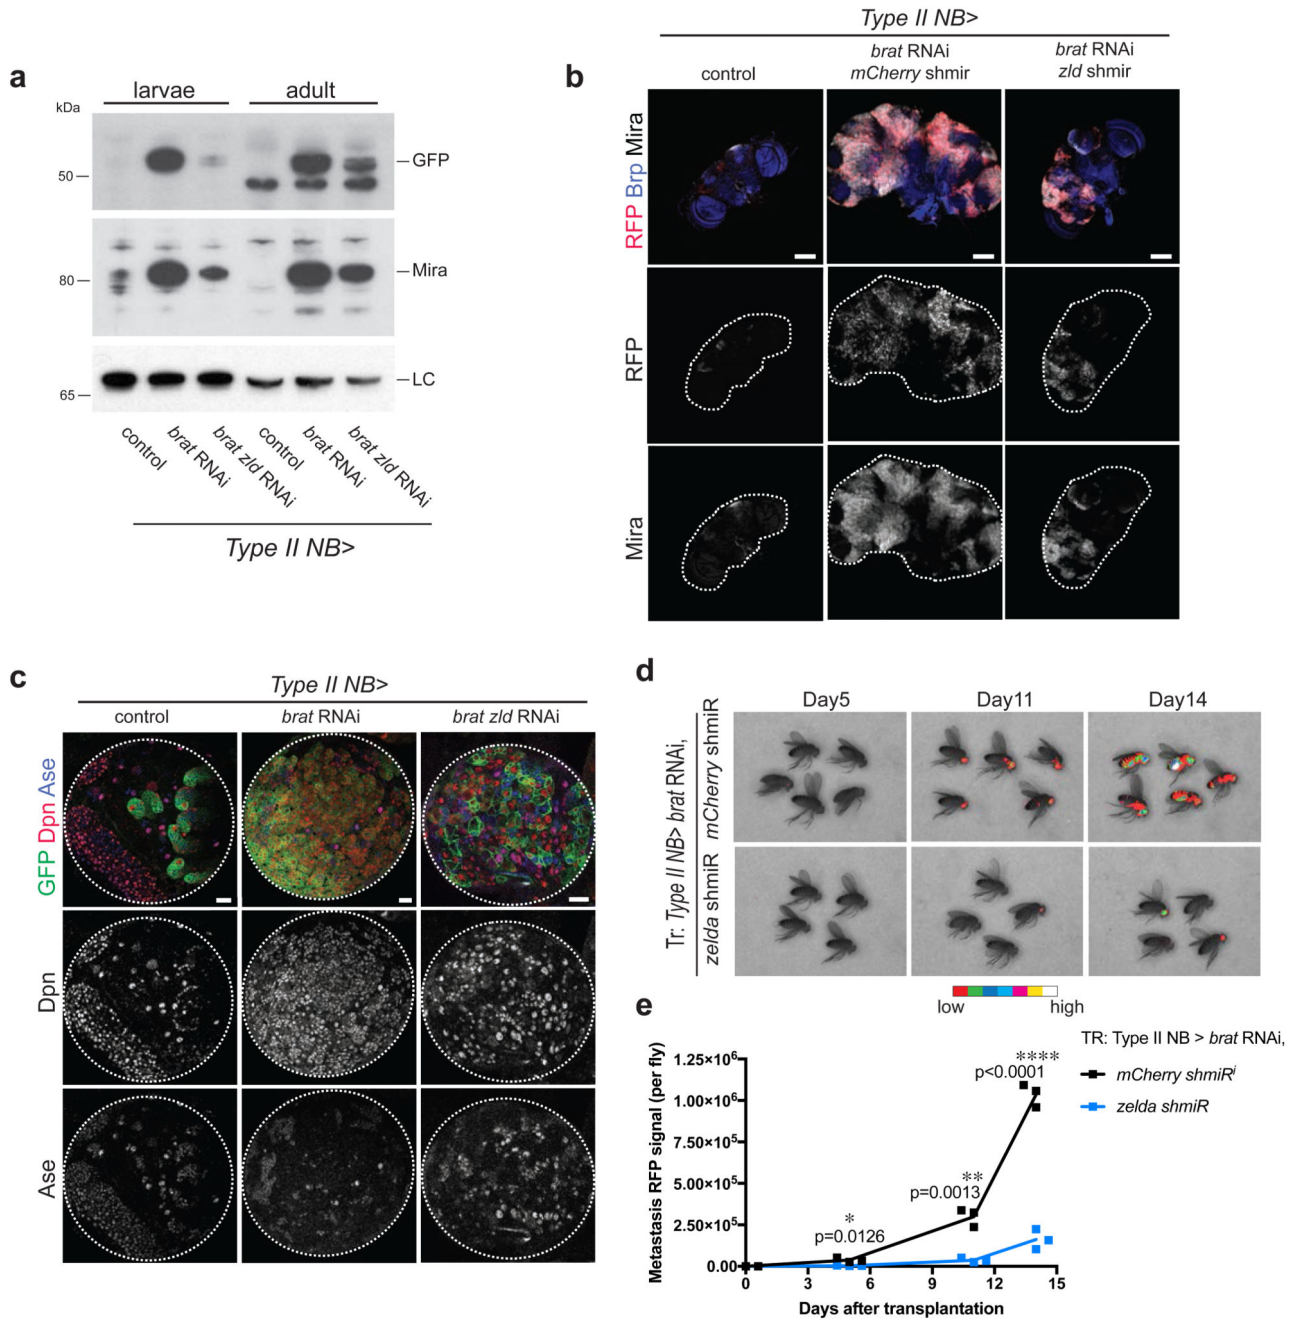 a
larvae adult
kDa
GFP
50
Mira
80
LC
65
control
brat RNAi
brat zld RNAi
control
brat RNAi
brat zld RNAi
Type II NB>
b
Type II NB>
control
brat RNAi
mCherry shmir
brat RNAi
zld shmir
RFP Brp Mira
RFP
Mira
c
Type II NB>
control brat RNAi brat zld RNAi
GFP Dpn Ase
Dpn
Ase
d
Day5 Day11 Day14
Tr: Type II NB> brat RNAi,
mCherry shmiR
zelda shmiR
low high
e
TR: Type II NB > brat RNAi,
mCherry shmiRⁱ
zelda shmiR
Metastasis RFP signal (per fly)
1.25×10⁶
1.00×10⁶
7.50×10⁵
5.00×10⁵
2.50×10⁵
0.00
****
p<0.0001
**
p=0.0013
*
p=0.0126
0 3 6 9 12 15
Days after transplantation